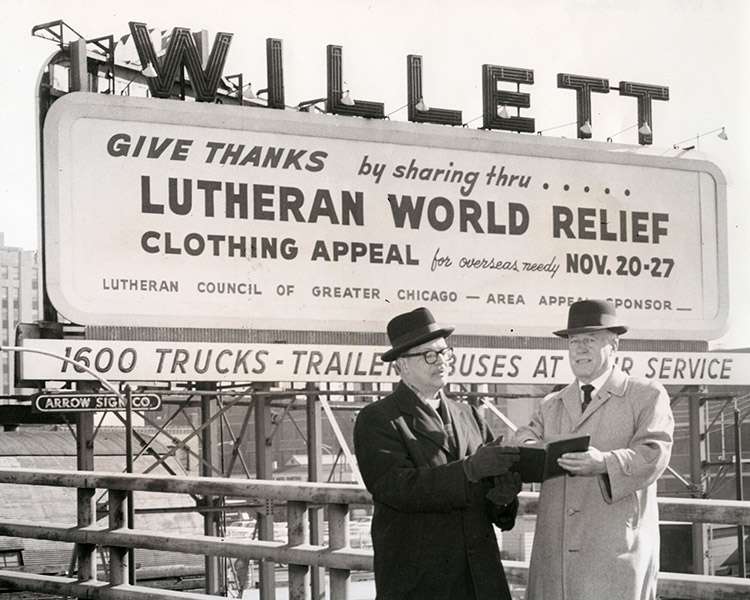 WILLETT
GIVE THANKS by sharing thru . . . . .
LUTHERAN WORLD RELIEF
CLOTHING APPEAL for overseas needy NOV. 20-27
LUTHERAN COUNCIL OF GREATER CHICAGO — AREA APPEAL SPONSOR —
1600 TRUCKS - TRAILER BUSES AT SERVICE
ARROW SIGN CO.